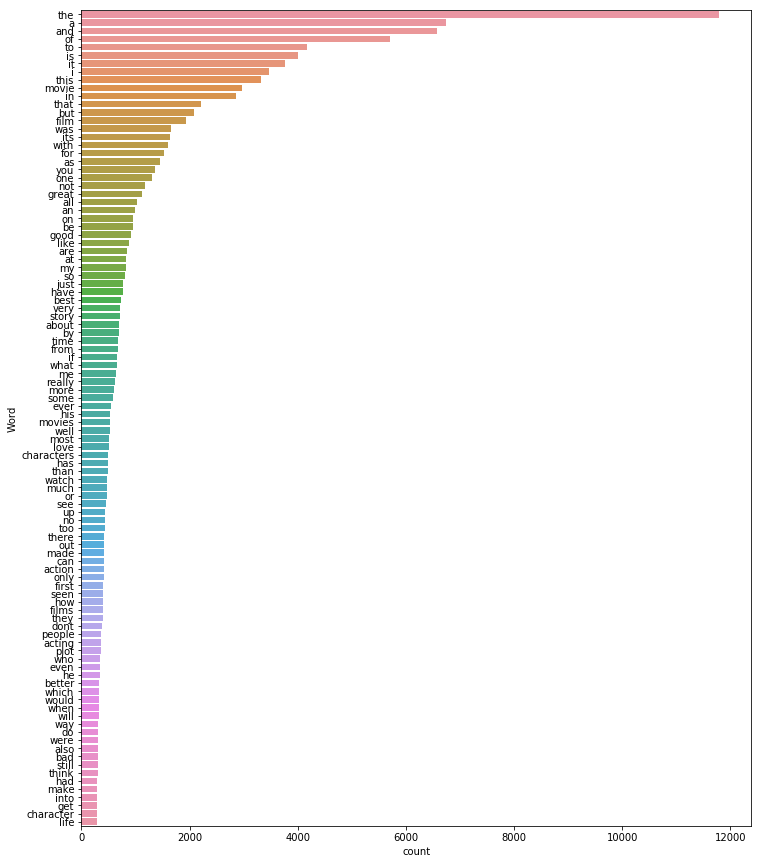 the
a
and
of
to
is
it
i
this
movie
in
that
but
film
was
its
with
for
as
you
one
not
great
all
an
on
be
good
like
are
at
my
so
just
have
best
very
story
about
by
time
from
if
what
me
really
more
some
ever
his
movies
well
most
love
characters
has
than
watch
much
or
see
up
no
too
there
out
made
can
action
only
first
seen
how
films
they
dont
people
acting
plot
who
even
he
better
which
would
when
will
way
do
were
also
bad
still
think
had
make
into
get
character
life
Word
0 2000 4000 6000 8000 10000 12000
count